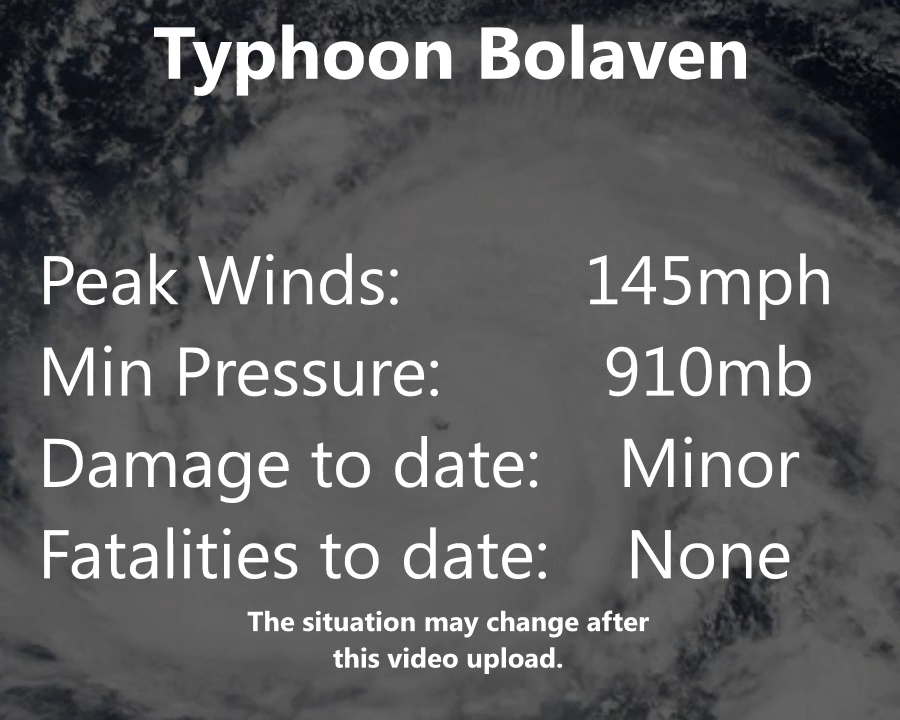 Typhoon Bolaven
Peak Winds: 145mph
Min Pressure: 910mb
Damage to date: Minor
Fatalities to date: None
The situation may change after
this video upload.